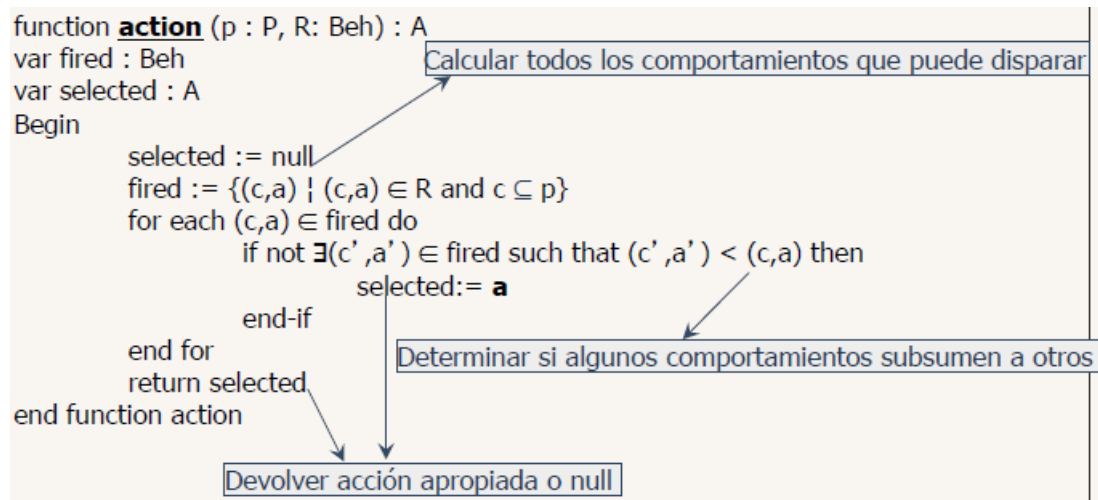 function action (p : P, R: Beh) : A
var fired : Beh
Calcular todos los comportamientos que puede disparar
var selected : A
Begin
selected := null
fired := {(c,a) ¦ (c,a) ∈ R and c ⊆ p}
for each (c,a) ∈ fired do
if not ∃(c’,a’) ∈ fired such that (c’,a’) < (c,a) then
selected:= a
end-if
end for
Determinar si algunos comportamientos subsumen a otros
return selected
end function action
Devolver acción apropiada o null